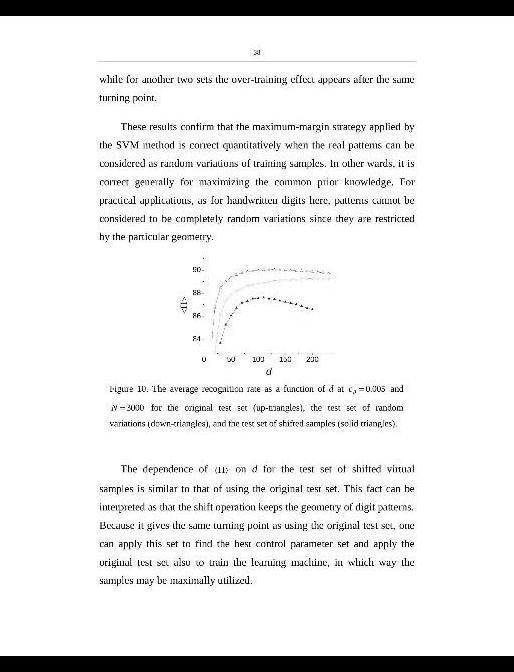 38
while for another two sets the over-training effect appears after the same
turning point.
These results confirm that the maximum-margin strategy applied by
the SVM method is correct quantitatively when the real patterns can be
considered as random variations of training samples. In other wards, it is
correct generally for maximizing the common prior knowledge. For
practical applications, as for handwritten digits here, patterns cannot be
considered to be completely random variations since they are restricted
by the particular geometry.
90
88
86
84
0 50 100 150 200
d
Figure 10. The average recognition rate as a function of d at cμ = 0.005 and
N = 3000 for the original test set (up-triangles), the test set of random
variations (down-triangles), and the test set of shifted samples (solid triangles).
The dependence of on d for the test set of shifted virtual
samples is similar to that of using the original test set. This fact can be
interpreted as that the shift operation keeps the geometry of digit patterns.
Because it gives the same turning point as using the original test set, one
can apply this set to find the best control parameter set and apply the
original test set also to train the learning machine, in which way the
samples may be maximally utilized.